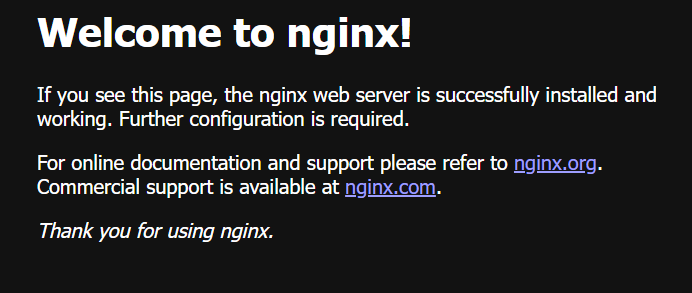 Welcome to nginx!
If you see this page, the nginx web server is successfully installed and
working. Further configuration is required.
For online documentation and support please refer to nginx.org.
Commercial support is available at nginx.com.
Thank you for using nginx.